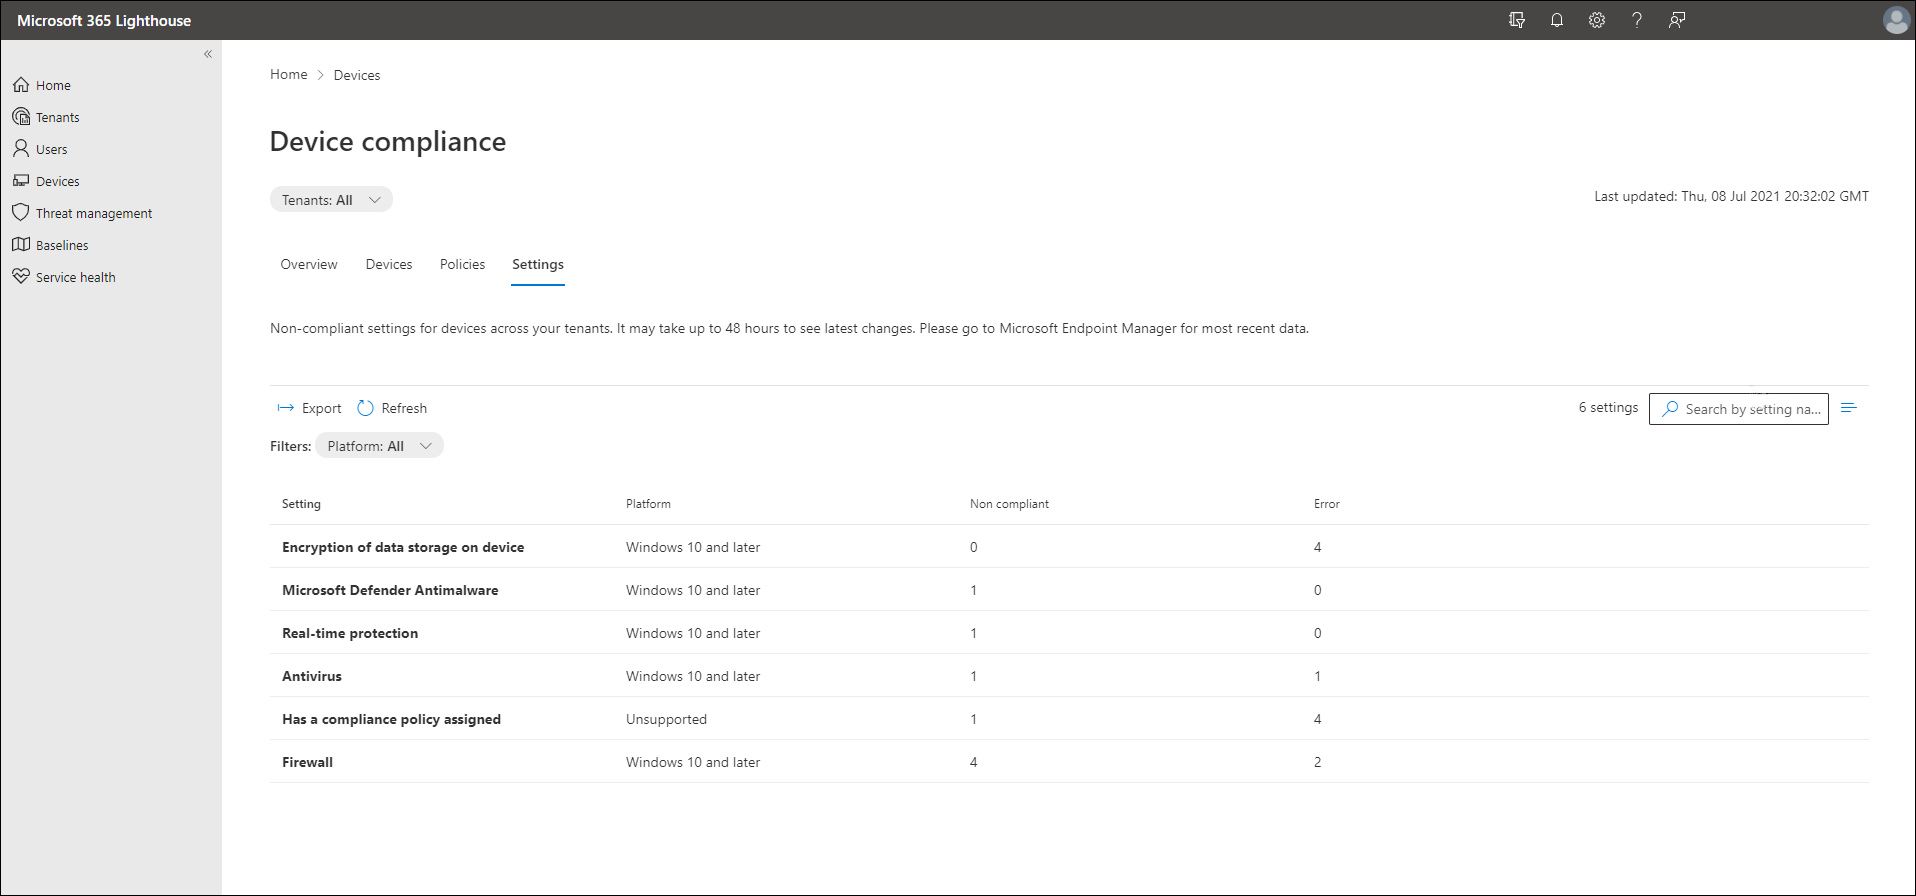 Microsoft 365 Lighthouse
Home
Tenants
Users
Devices
Threat management
Baselines
Service health
Home > Devices
Device compliance
Tenants: All
Last updated: Thu, 08 Jul 2021 20:32:02 GMT
Overview Devices Policies Settings
Non-compliant settings for devices across your tenants. It may take up to 48 hours to see latest changes. Please go to Microsoft Endpoint Manager for most recent data.
Export Refresh 6 settings Search by setting na...
Filters: Platform: All
Setting Platform Non compliant Error
Encryption of data storage on device Windows 10 and later 0 4
Microsoft Defender Antimalware Windows 10 and later 1 0
Real-time protection Windows 10 and later 1 0
Antivirus Windows 10 and later 1 1
Has a compliance policy assigned Unsupported 1 4
Firewall Windows 10 and later 4 2